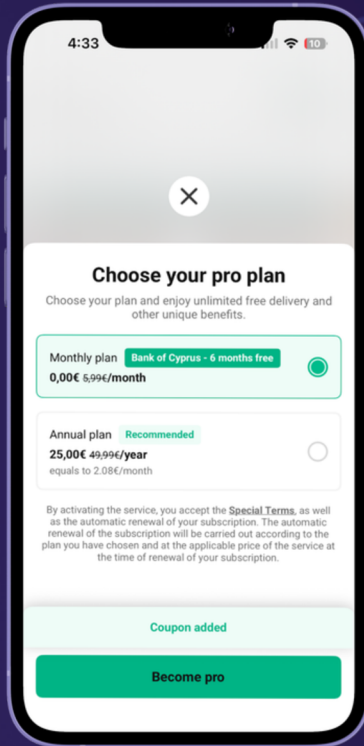 4:33
10
Choose your pro plan
Choose your plan and enjoy unlimited free delivery and
other unique benefits.
Monthly plan Bank of Cyprus - 6 months free
0,00€ 5,99€/month
Annual plan Recommended
25,00€ 49,99€/year
equals to 2.08€/month
By activating the service, you accept the Special Terms, as well
as the automatic renewal of your subscription. The automatic
renewal of the subscription will be carried out according to the
plan you have chosen and at the applicable price of the service at
the time of renewal of your subscription.
Coupon added
Become pro